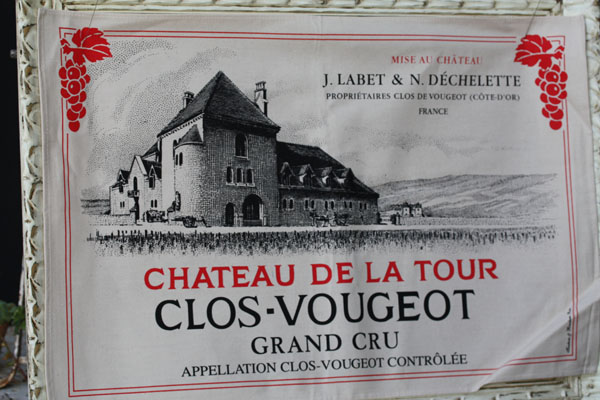 MISE AU CHÂTEAU
J. LABET & N. DÉCHELETTE
PROPRIÉTAIRES CLOS DE VOUGEOT (CÔTE-D'OR)
FRANCE
CHATEAU DE LA TOUR
CLOS-VOUGEOT
GRAND CRU
APPELLATION CLOS-VOUGEOT CONTRÔLÉE